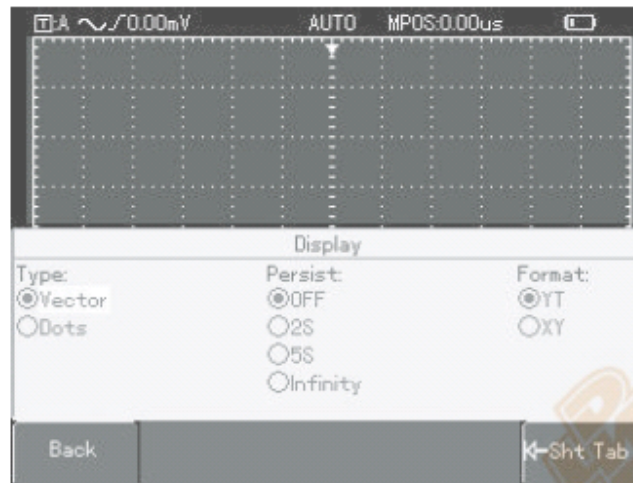 T:A 0.00mV AUTO MPOS:0.00us
Display
Type: Persist: Format:
Vector OFF YT
Dots 2S XY
5S
Infinity
Back Sht Tab